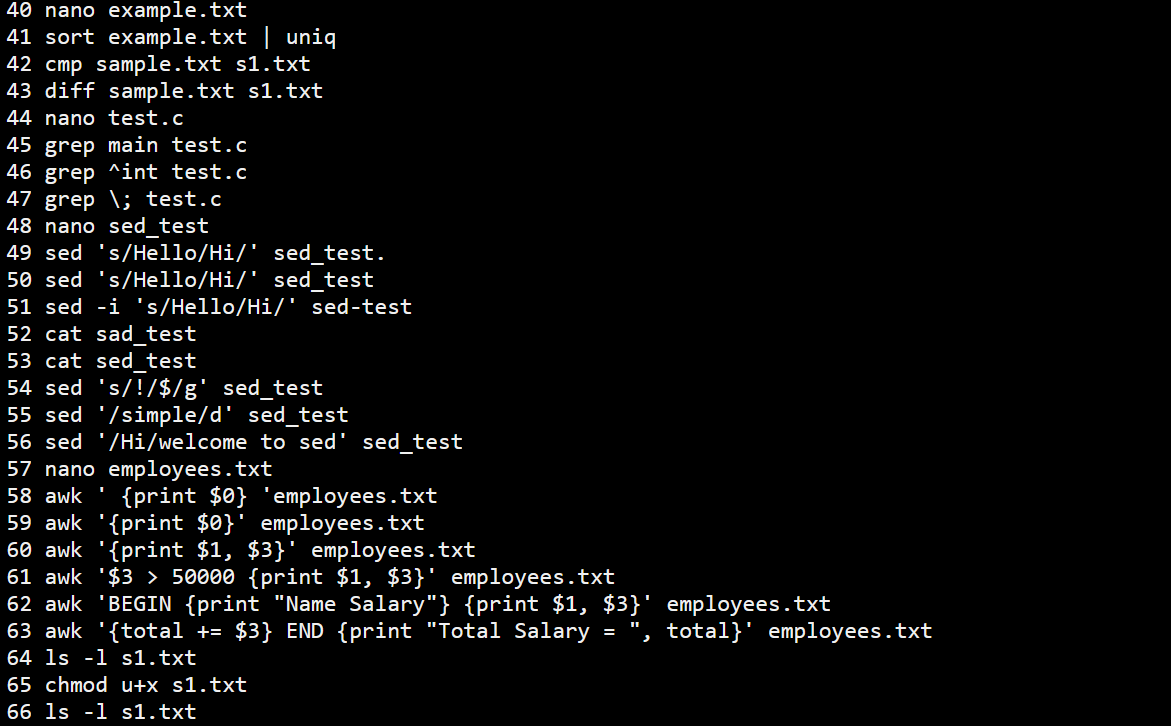 40 nano example.txt
41 sort example.txt | uniq
42 cmp sample.txt s1.txt
43 diff sample.txt s1.txt
44 nano test.c
45 grep main test.c
46 grep ^int test.c
47 grep \; test.c
48 nano sed_test
49 sed 's/Hello/Hi/' sed_test.
50 sed 's/Hello/Hi/' sed_test
51 sed -i 's/Hello/Hi/' sed-test
52 cat sad_test
53 cat sed_test
54 sed 's/!/$/g' sed_test
55 sed '/simple/d' sed_test
56 sed '/Hi/welcome to sed' sed_test
57 nano employees.txt
58 awk ' {print $0} 'employees.txt
59 awk '{print $0}' employees.txt
60 awk '{print $1, $3}' employees.txt
61 awk '$3 > 50000 {print $1, $3}' employees.txt
62 awk 'BEGIN {print "Name Salary"} {print $1, $3}' employees.txt
63 awk '{total += $3} END {print "Total Salary = ", total}' employees.txt
64 ls -l s1.txt
65 chmod u+x s1.txt
66 ls -l s1.txt